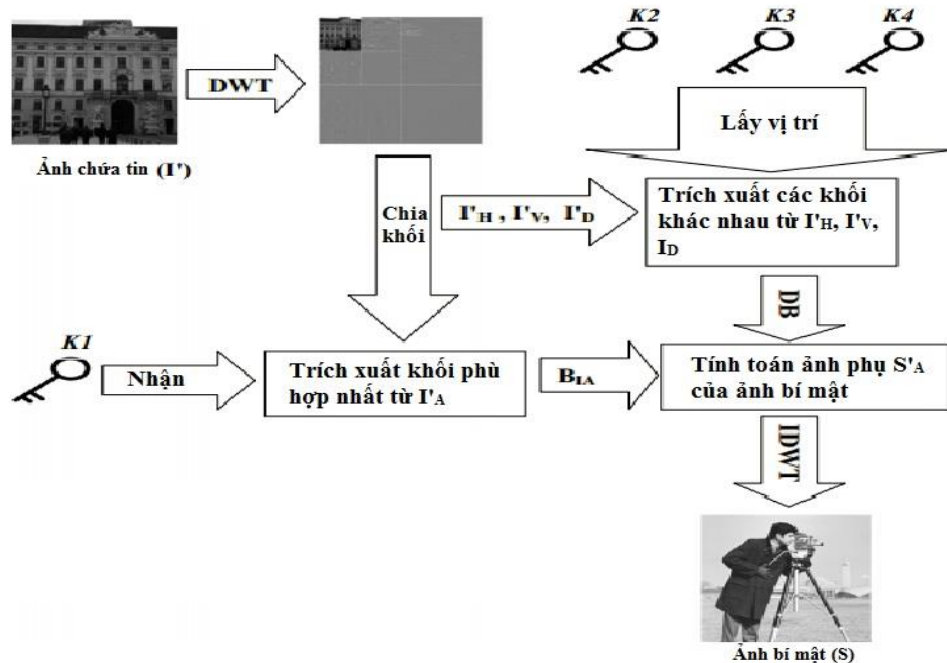 K2
K3
K4
DWT
Lấy vị trí
Ảnh chứa tin (I')
Chia
khối
I'H , I'V, I'D
Trích xuất các khối
khác nhau từ I'H, I'V,
ID
DB
K1
Nhận
Trích xuất khối phù
hợp nhất từ I'A
BIA
Tính toán ảnh phụ S'A
của ảnh bí mật
IDWT
Ảnh bí mật (S)